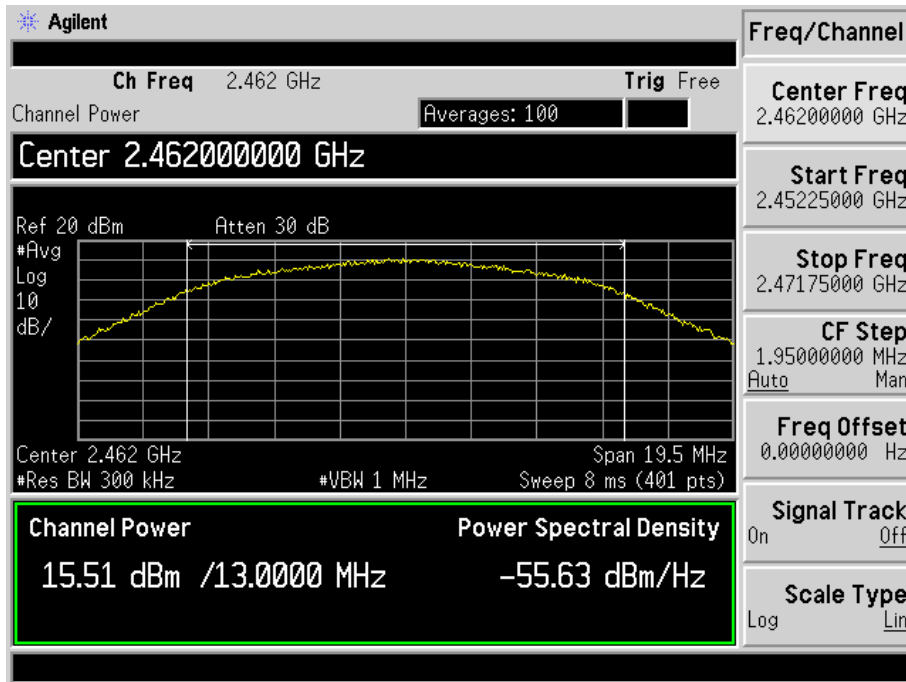 Agilent
Freq/Channel
Ch Freq 2.462 GHz Trig Free
Channel Power Averages: 100
Center 2.462000000 GHz
Ref 20 dBm Atten 30 dB
#Avg
Log
10
dB/
Center 2.462 GHz Span 19.5 MHz
#Res BW 300 kHz #VBW 1 MHz Sweep 8 ms (401 pts)
Channel Power Power Spectral Density
15.51 dBm /13.0000 MHz -55.63 dBm/Hz
Center Freq
2.46200000 GHz
Start Freq
2.45225000 GHz
Stop Freq
2.47175000 GHz
CF Step
1.95000000 MHz
Auto Man
Freq Offset
0.00000000 Hz
Signal Track
On Off
Scale Type
Log Lin